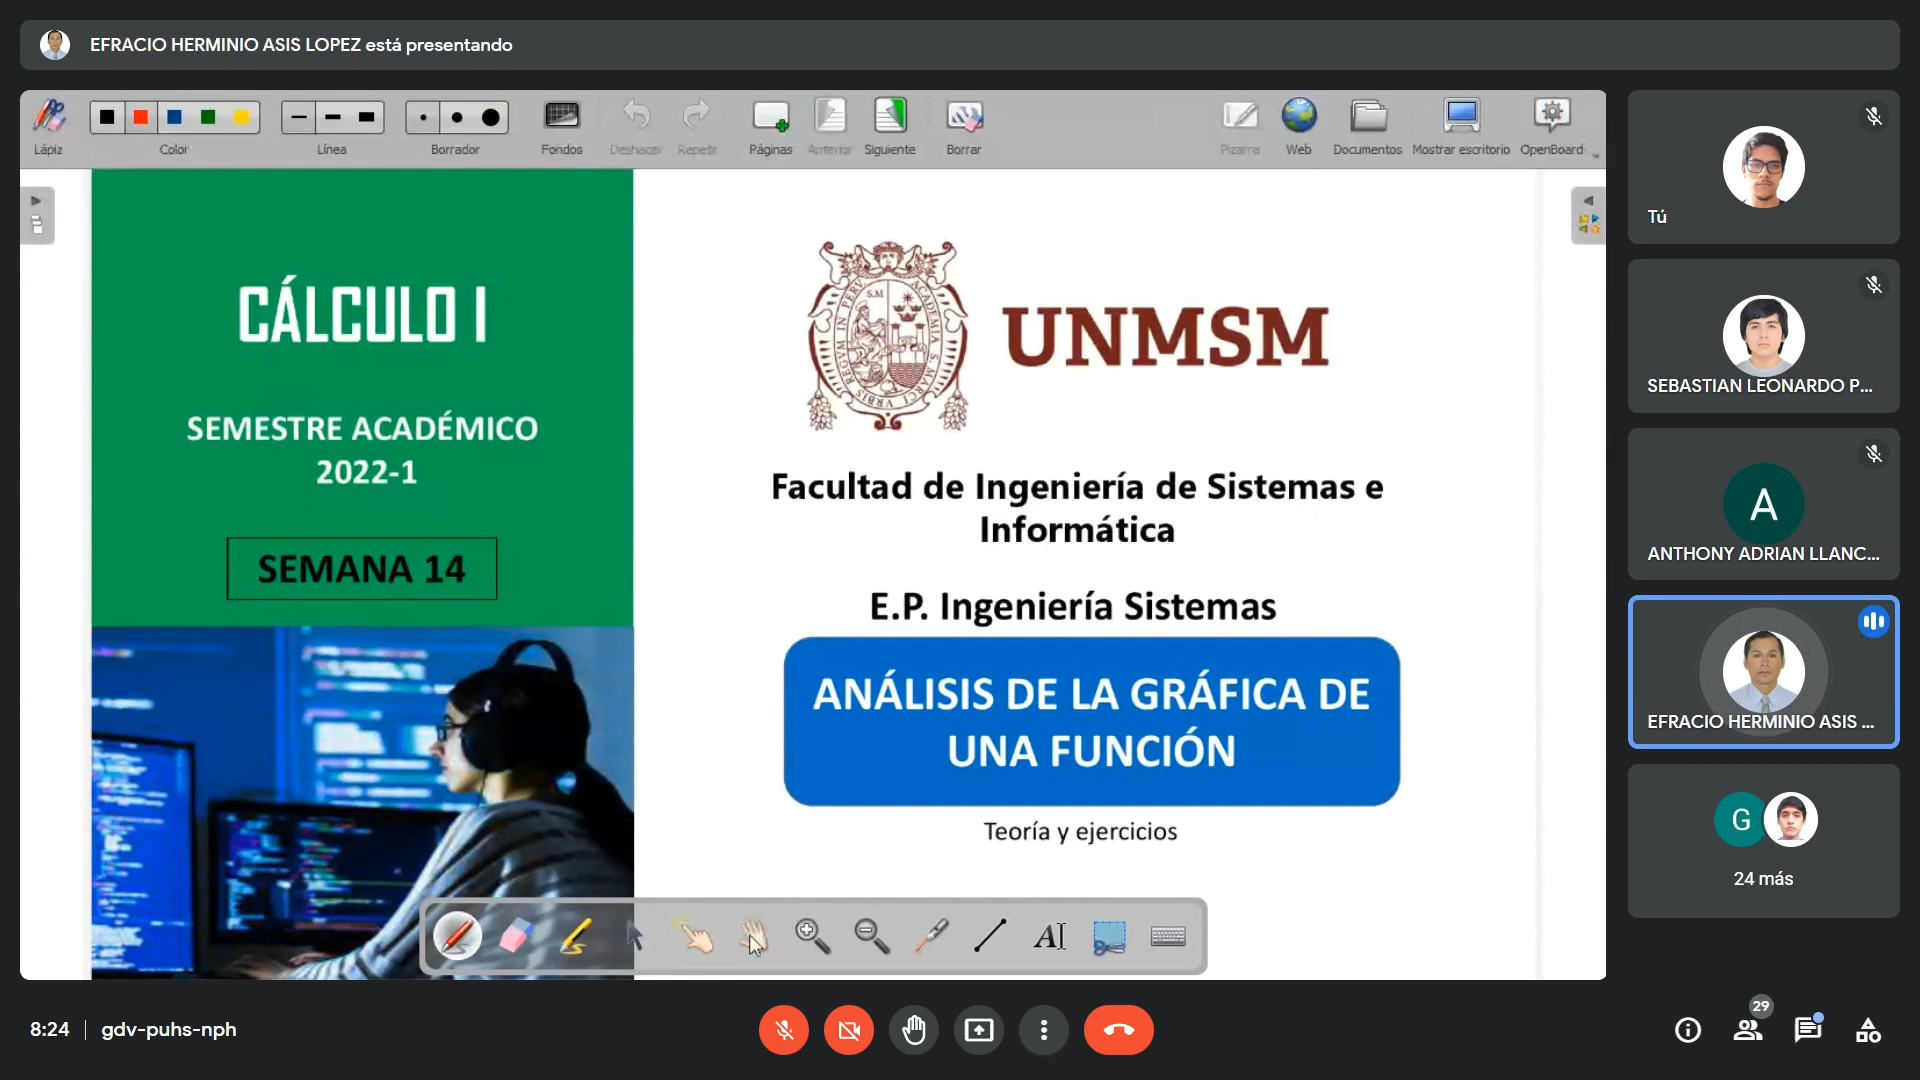 EFRACIO HERMINIO ASIS LOPEZ está presentando
Lápiz
Color
Línea
Borrador
Fondos
Deshacer
Repetir
Páginas
Anterior
Siguiente
Borrar
Pizarra
Web
Documentos
Mostrar escritorio
OpenBoard
CÁLCULO I
SEMESTRE ACADÉMICO
2022-1
SEMANA 14
UNMSM
Facultad de Ingeniería de Sistemas e
Informática
E.P. Ingeniería Sistemas
ANÁLISIS DE LA GRÁFICA DE
UNA FUNCIÓN
Teoría y ejercicios
Tú
SEBASTIAN LEONARDO P...
A
ANTHONY ADRIAN LLANC...
EFRACIO HERMINIO ASIS ...
G
24 más
8:24
gdv-puhs-nph
29